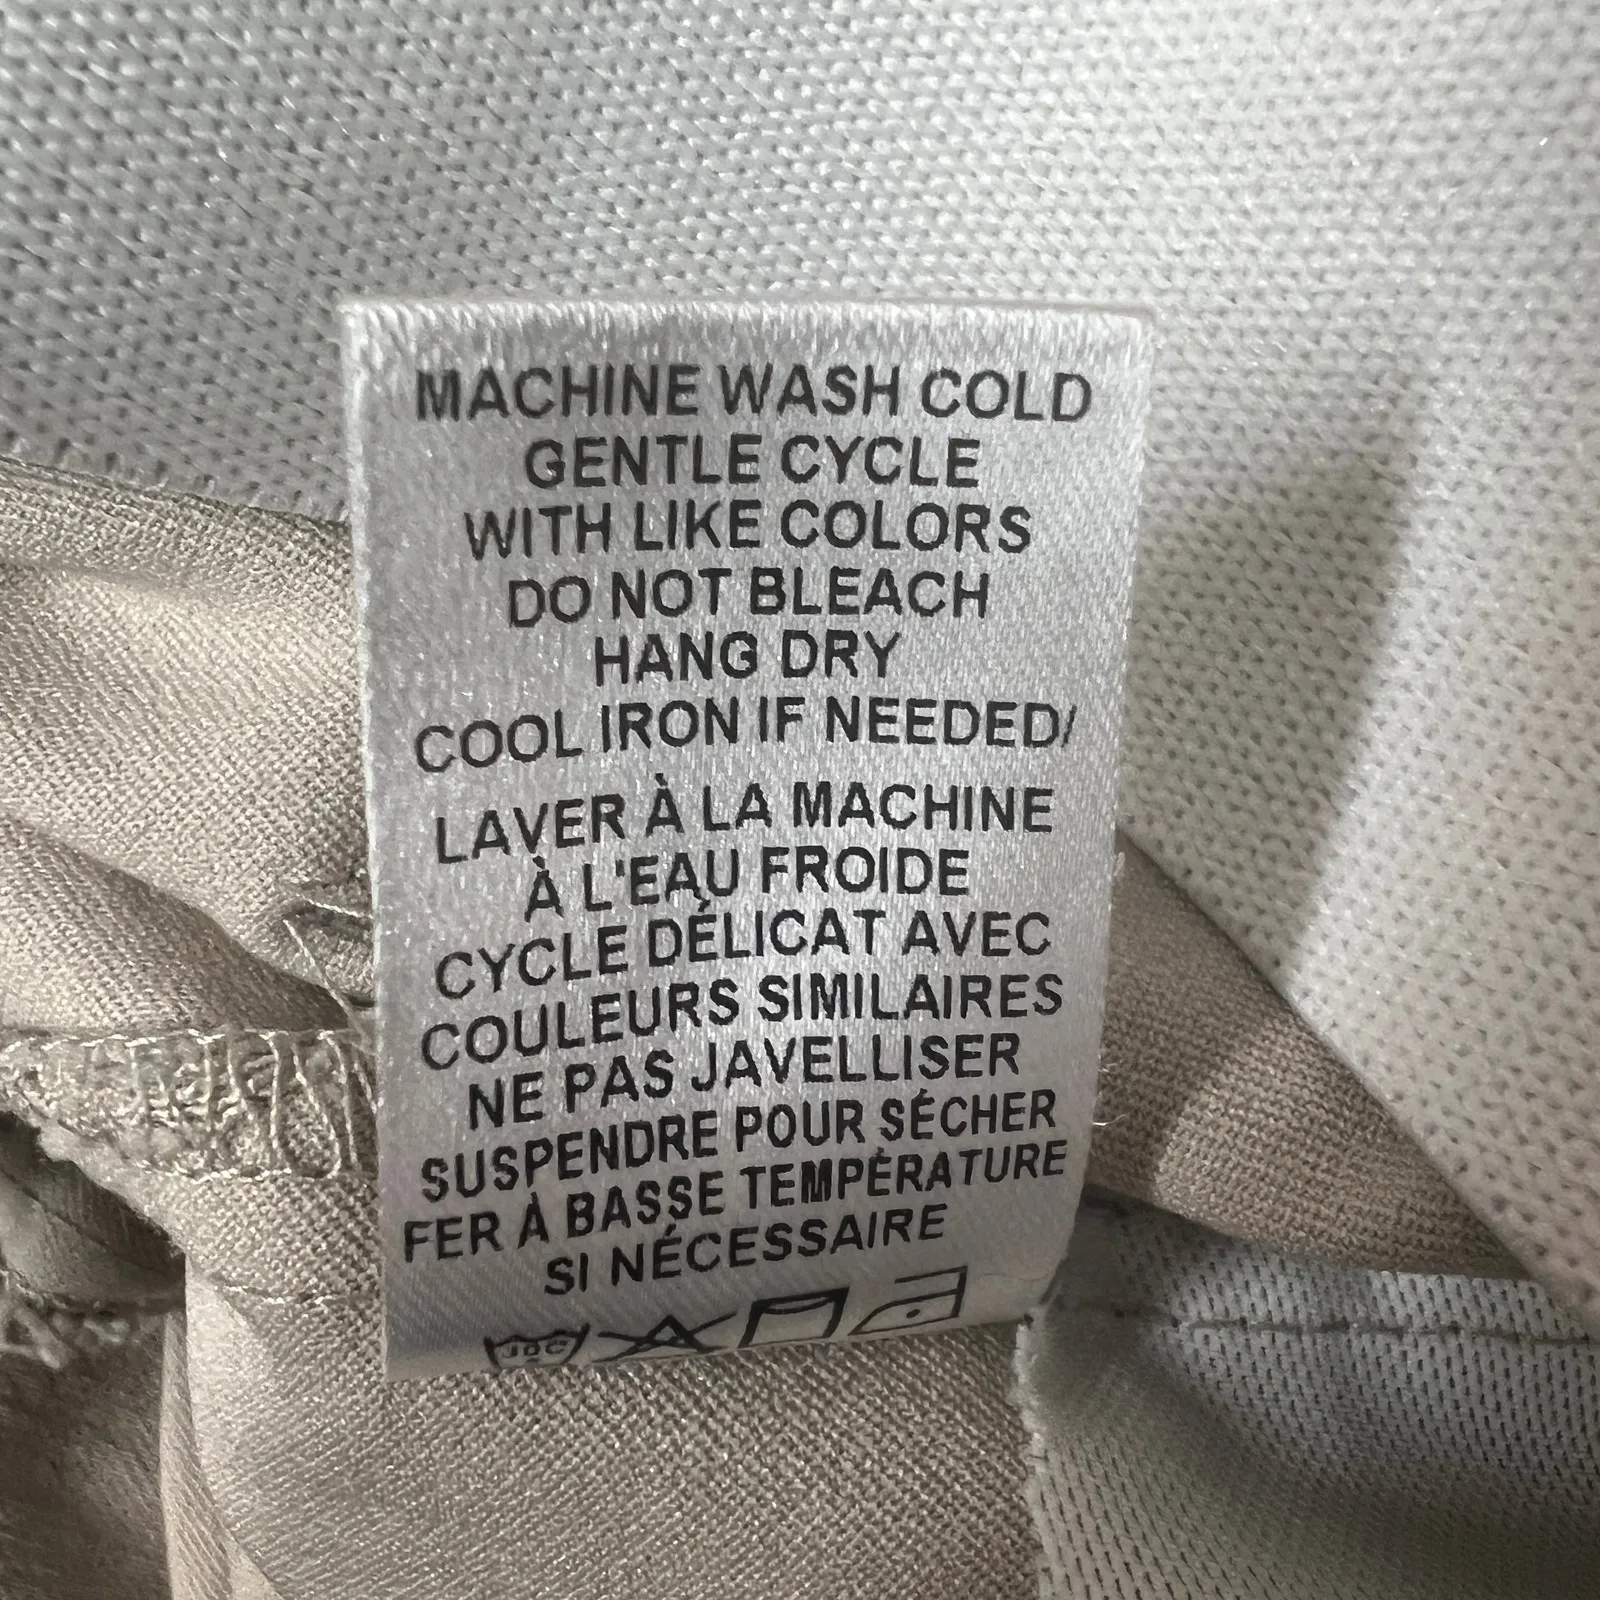 MACHINE WASH COLD
GENTLE CYCLE
WITH LIKE COLORS
DO NOT BLEACH
HANG DRY
COOL IRON IF NEEDED/
LAVER À LA MACHINE
À L'EAU FROIDE
CYCLE DÉLICAT AVEC
COULEURS SIMILAIRES
NE PAS JAVELLISER
SUSPENDRE POUR SÉCHER
FER À BASSE TEMPÉRATURE
SI NÉCESSAIRE